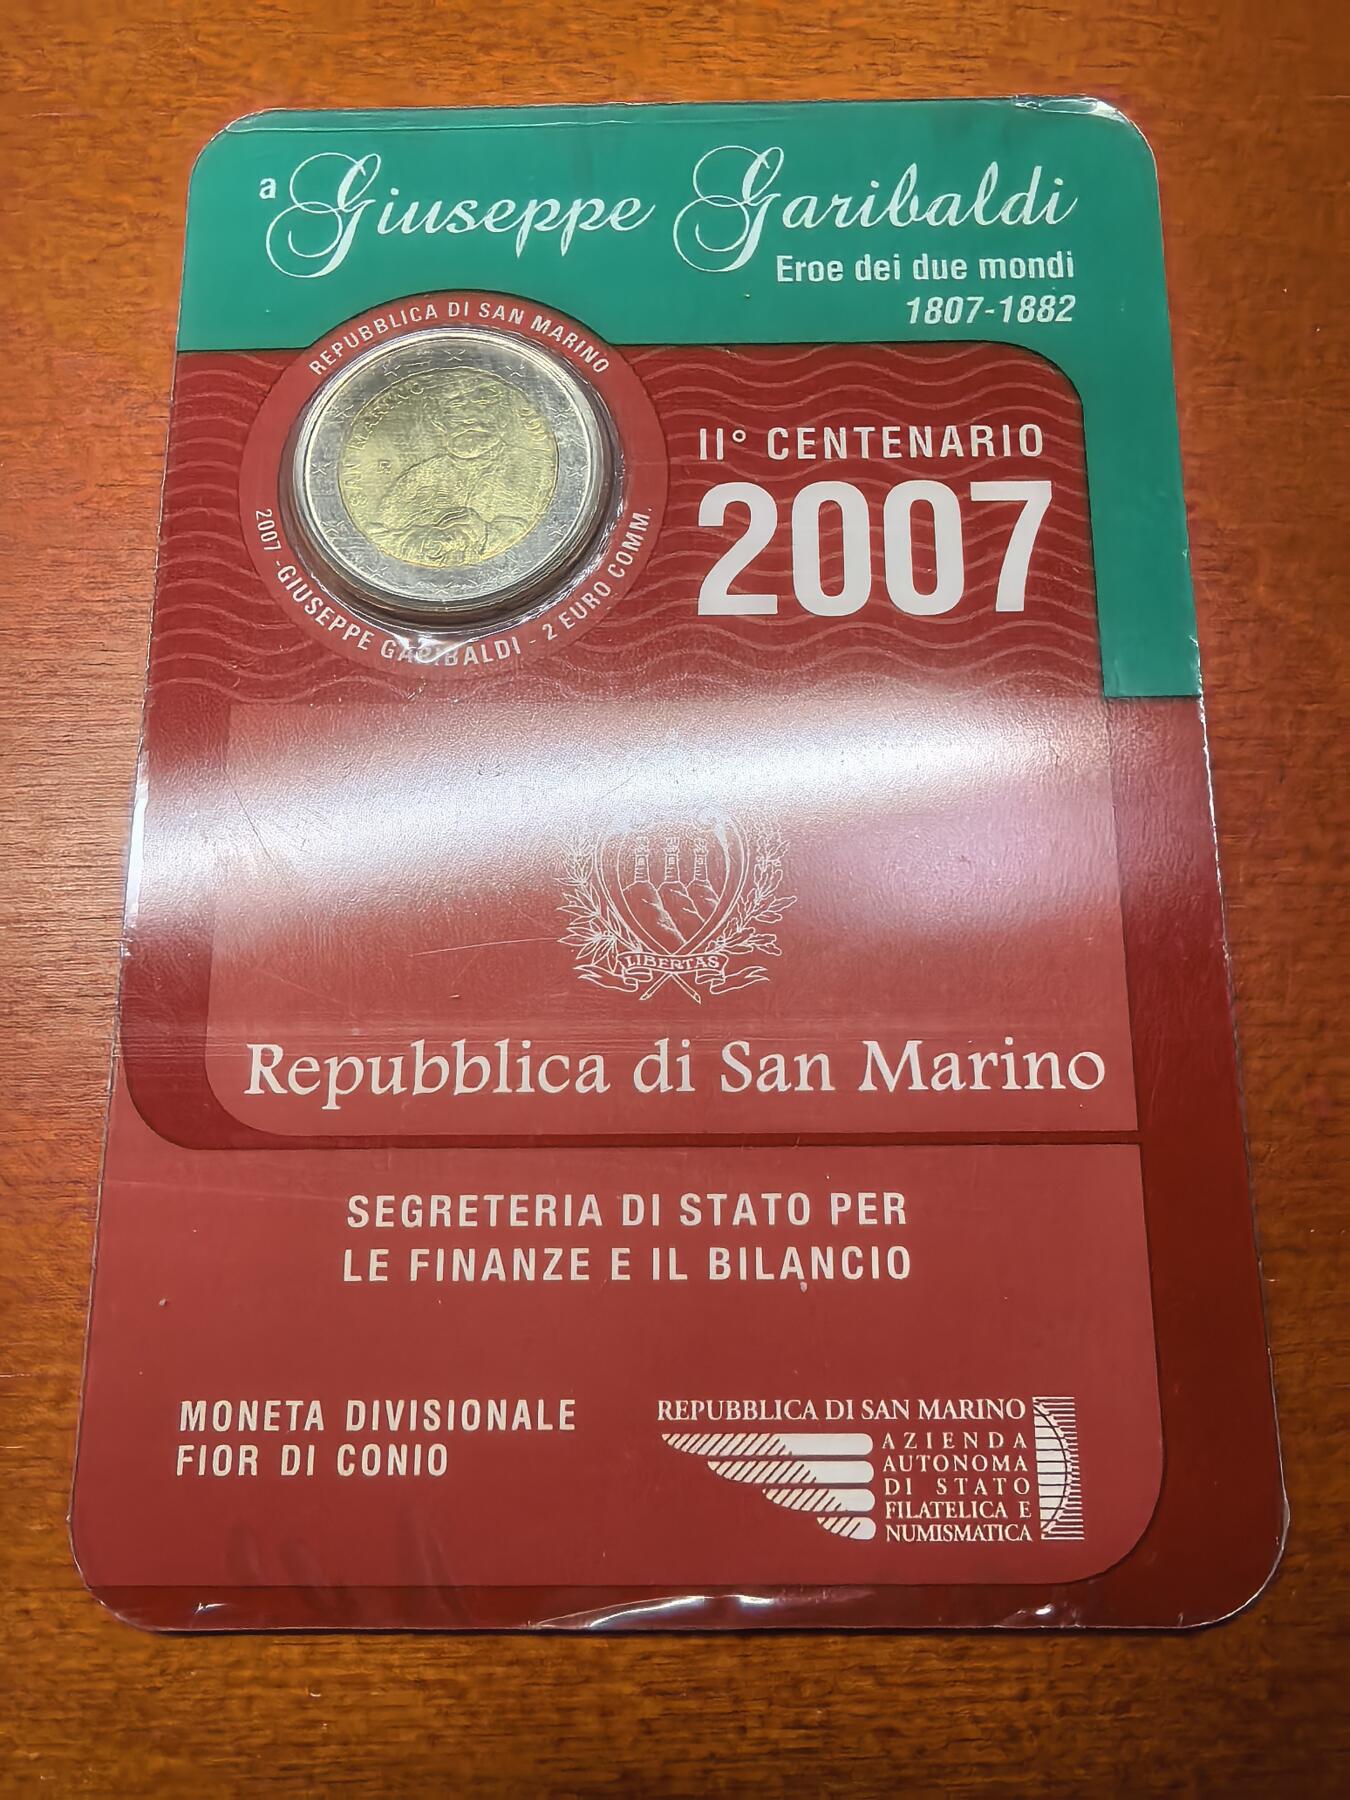 a Giuseppe Garibaldi
Eroe dei due mondi
1807-1882
REPUBBLICA DI SAN MARINO
2007 - GIUSEPPE GARIBALDI - 2 EURO COMM.
SAN MARINO
R
II° CENTENARIO
2007
LIBERTAS
Repubblica di San Marino
SEGRETERIA DI STATO PER
LE FINANZE E IL BILANCIO
MONETA DIVISIONALE
FIOR DI CONIO
REPUBBLICA DI SAN MARINO
AZIENDA
AUTONOMA
DI STATO
FILATELICA E
NUMISMATICA